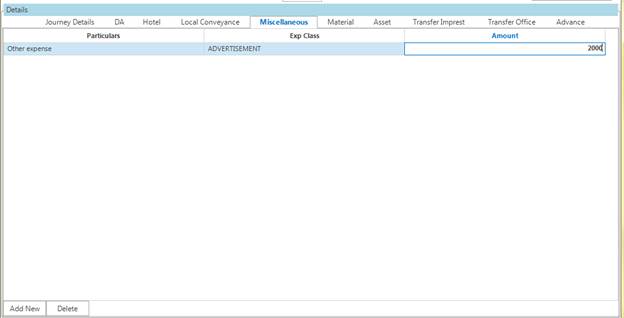 Details
Journey Details DA Hotel Local Conveyance Miscellaneous Material Asset Transfer Imprest Transfer Office Advance
Particulars Exp Class Amount
Other expense ADVERTISEMENT 2000
Add New Delete